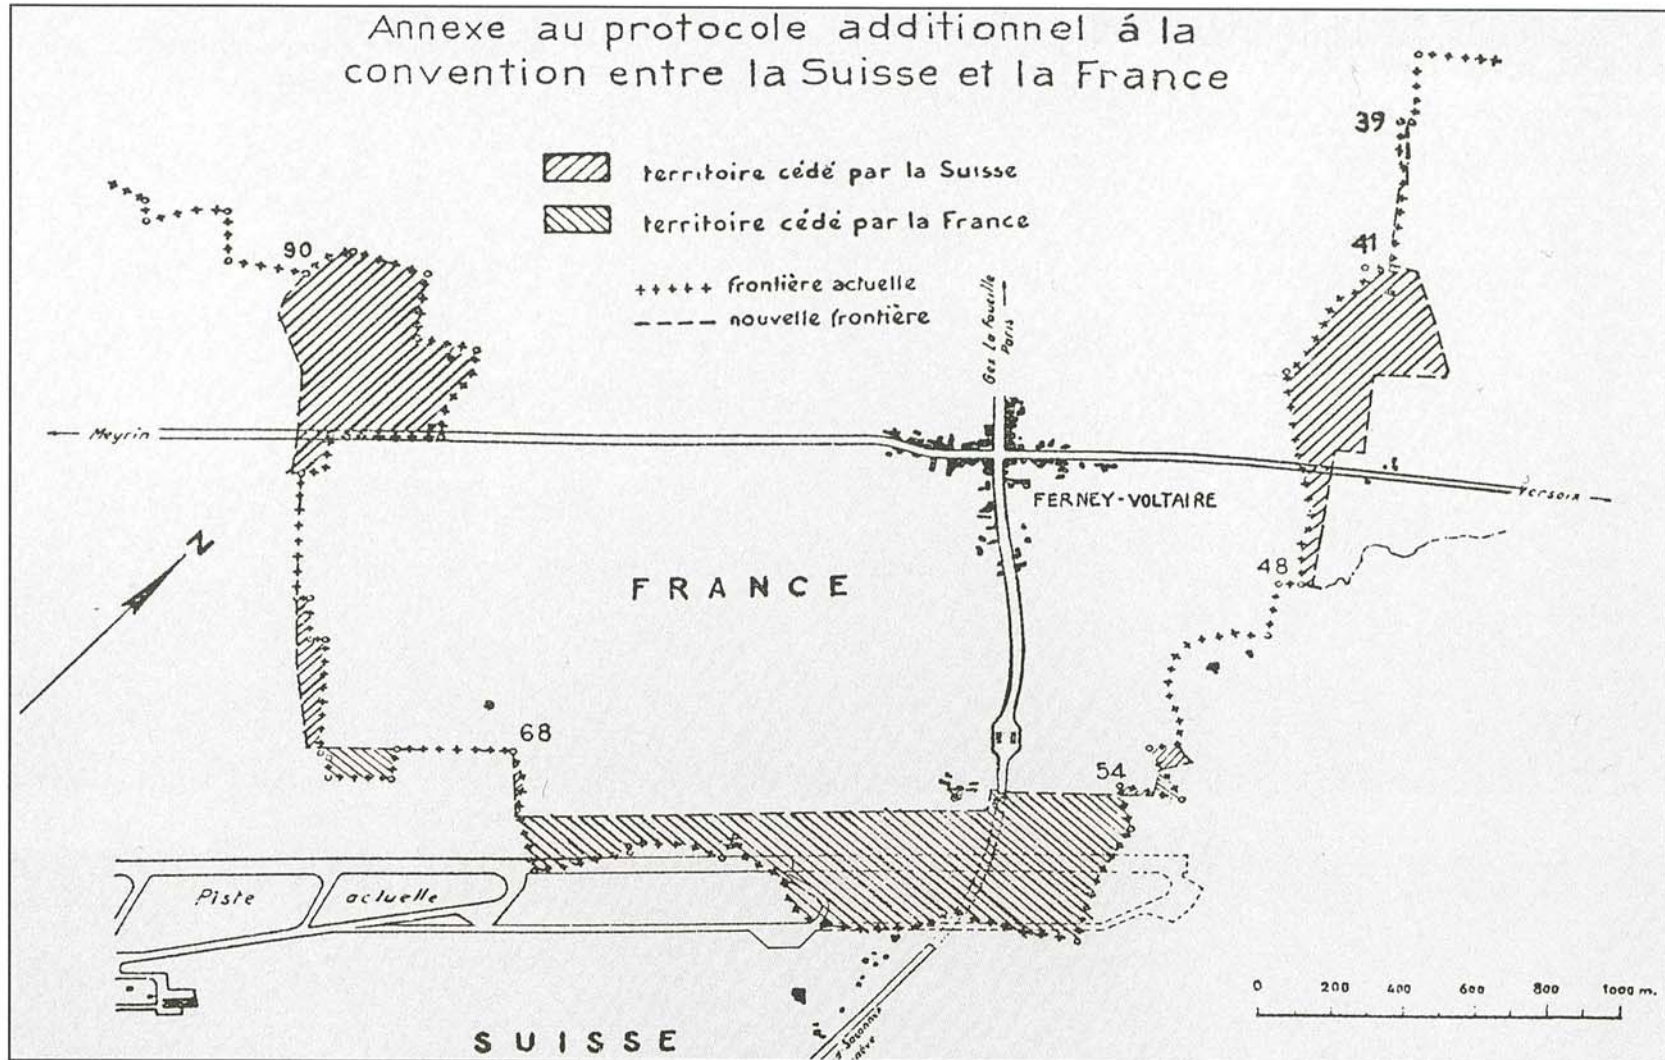 Annexe au protocole additionnel á la
convention entre la Suisse et la France
39
territoire cédé par la Suisse
territoire cédé par la France
41
90
frontière actuelle
nouvelle frontière
Gex La Faucille
Paris
Meyrin
Versoix
FERNEY-VOLTAIRE
N
48
FRANCE
68
54
Piste
actuelle
0 200 400 600 800 1000 m.
SUISSE